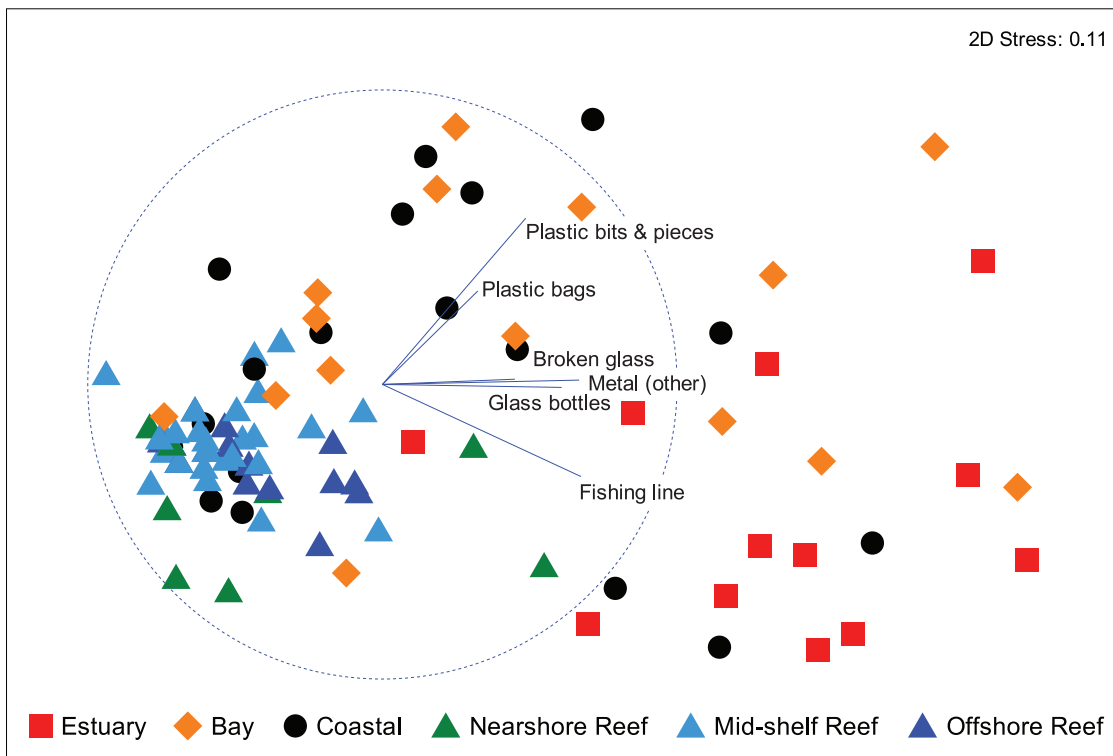 2D Stress: 0.11
Plastic bits & pieces
Plastic bags
Broken glass
Metal (other)
Glass bottles
Fishing line
Estuary Bay Coastal Nearshore Reef Mid-shelf Reef Offshore Reef